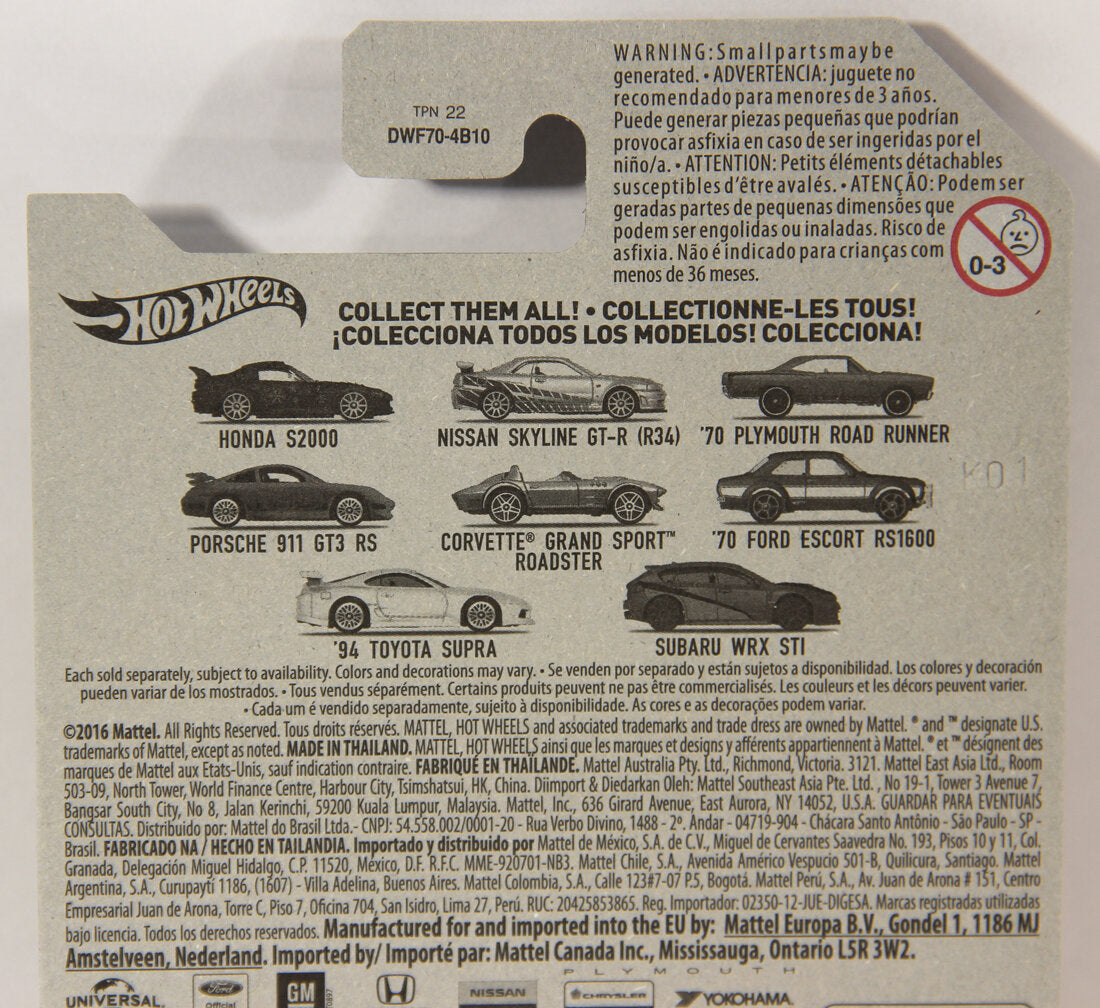 TPN 22
DWF70-4B10
WARNING: Small parts may be
generated. • ADVERTENCIA: juguete no
recomendado para menores de 3 años.
Puede generar piezas pequeñas que podrían
provocar asfixia en caso de ser ingeridas por el
niño/a. • ATTENTION: Petits éléments détachables
susceptibles d'être avalés. • ATENÇÃO: Podem ser
geradas partes de pequenas dimensões que
podem ser engolidas ou inaladas. Risco de
asfixia. Não é indicado para crianças com
menos de 36 meses.
0-3
HOT WHEELS
COLLECT THEM ALL! • COLLECTIONNE-LES TOUS!
¡COLECCIONA TODOS LOS MODELOS! COLECCIONA!
HONDA S2000
NISSAN SKYLINE GT-R (R34)
'70 PLYMOUTH ROAD RUNNER
K01
PORSCHE 911 GT3 RS
CORVETTE® GRAND SPORT™
ROADSTER
'70 FORD ESCORT RS1600
'94 TOYOTA SUPRA
SUBARU WRX STI
Each sold separately, subject to availability. Colors and decorations may vary. • Se venden por separado y están sujetos a disponibilidad. Los colores y decoración
pueden variar de los mostrados. • Tous vendus séparément. Certains produits peuvent ne pas être commercialisés. Les couleurs et les décors peuvent varier.
• Cada um é vendido separadamente, sujeito à disponibilidade. As cores e as decorações podem variar.
©2016 Mattel. All Rights Reserved. Tous droits réservés. MATTEL, HOT WHEELS and associated trademarks and trade dress are owned by Mattel. ® and ™ designate U.S.
trademarks of Mattel, except as noted. MADE IN THAILAND. MATTEL, HOT WHEELS ainsi que les marques et designs y afférents appartiennent à Mattel. ® et ™ désignent des
marques de Mattel aux Etats-Unis, sauf indication contraire. FABRIQUÉ EN THAÏLANDE. Mattel Australia Pty. Ltd., Richmond, Victoria. 3121. Mattel East Asia Ltd., Room
503-09, North Tower, World Finance Centre, Harbour City, Tsimshatsui, HK, China. Diimport & Diedarkan Oleh: Mattel Southeast Asia Pte. Ltd. , No 19-1, Tower 3 Avenue 7,
Bangsar South City, No 8, Jalan Kerinchi, 59200 Kuala Lumpur, Malaysia. Mattel, Inc., 636 Girard Avenue, East Aurora, NY 14052, U.S.A. GUARDAR PARA EVENTUAIS
CONSULTAS. Distribuido por: Mattel do Brasil Ltda.- CNPJ: 54.558.002/0001-20 - Rua Verbo Divino, 1488 - 2º. Andar - 04719-904 - Chácara Santo Antônio - São Paulo - SP -
Brasil. FABRICADO NA / HECHO EN TAILANDIA. Importado y distribuido por Mattel de México, S.A. de C.V., Miguel de Cervantes Saavedra No. 193, Pisos 10 y 11, Col.
Granada, Delegación Miguel Hidalgo, C.P. 11520, México, D.F. R.F.C. MME-920701-NB3. Mattel Chile, S.A., Avenida Américo Vespucio 501-B, Quilicura, Santiago. Mattel
Argentina, S.A., Curupaytí 1186, (1607) - Villa Adelina, Buenos Aires. Mattel Colombia, S.A., Calle 123#7-07 P.5, Bogotá. Mattel Perú, S.A., Av. Juan de Arona # 151, Centro
Empresarial Juan de Arona, Torre C, Piso 7, Oficina 704, San Isidro, Lima 27, Perú. RUC: 20425853865. Reg. Importador: 02350-12-JUE-DIGESA. Marcas registradas utilizadas
bajo licencia. Todos los derechos reservados. Manufactured for and imported into the EU by: Mattel Europa B.V., Gondel 1, 1186 MJ
Amstelveen, Nederland. Imported by/ Importé par: Mattel Canada Inc., Mississauga, Ontario L5R 3W2.
PLYMOUTH
UNIVERSAL
Ford
Official
GM
NISSAN
CHRYSLER
YOKOHAMA